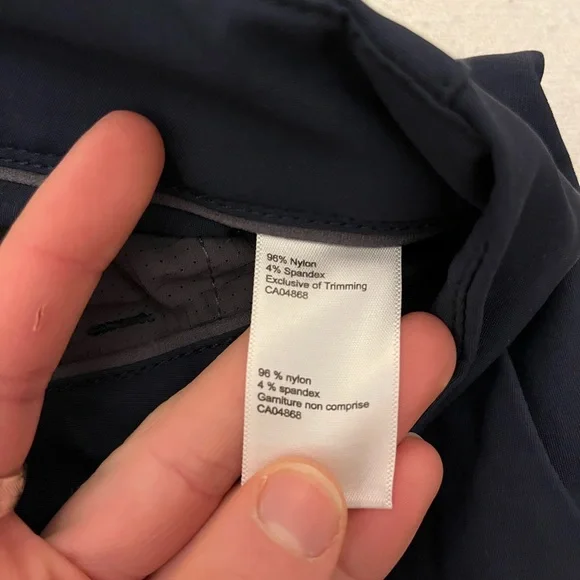 96% Nylon
4% Spandex
Exclusive of Trimming
CA04868
96 % nylon
4 % spandex
Garniture non comprise
CA04868